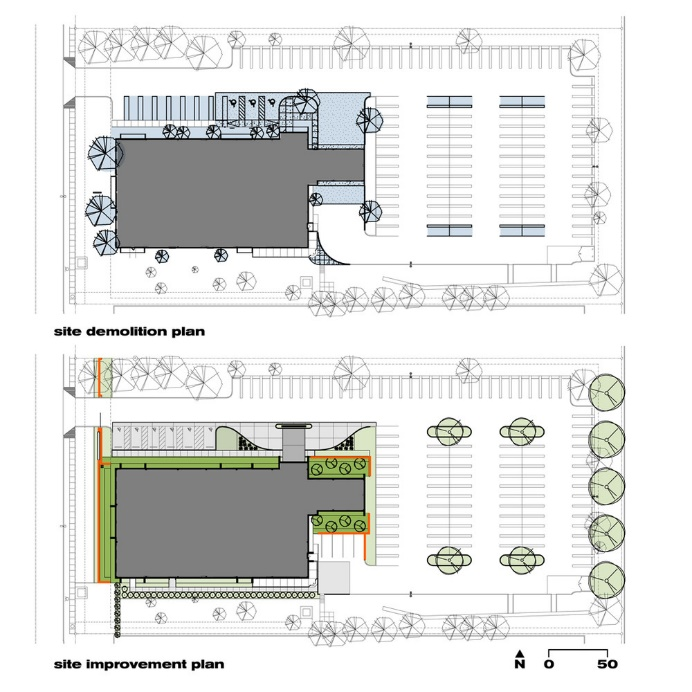 site demolition plan
site improvement plan
N 0 50